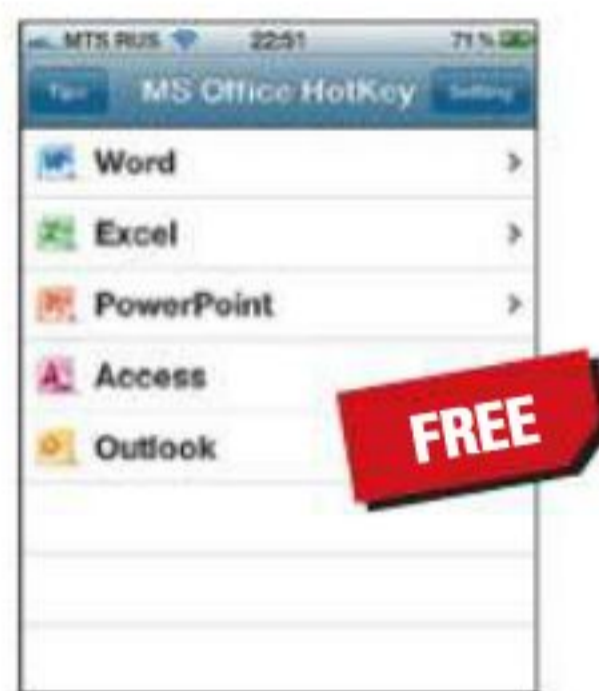 MTS RUS 22:51 71 %
Tips MS Office HotKey Setting
Word
Excel
PowerPoint
Access
Outlook
FREE